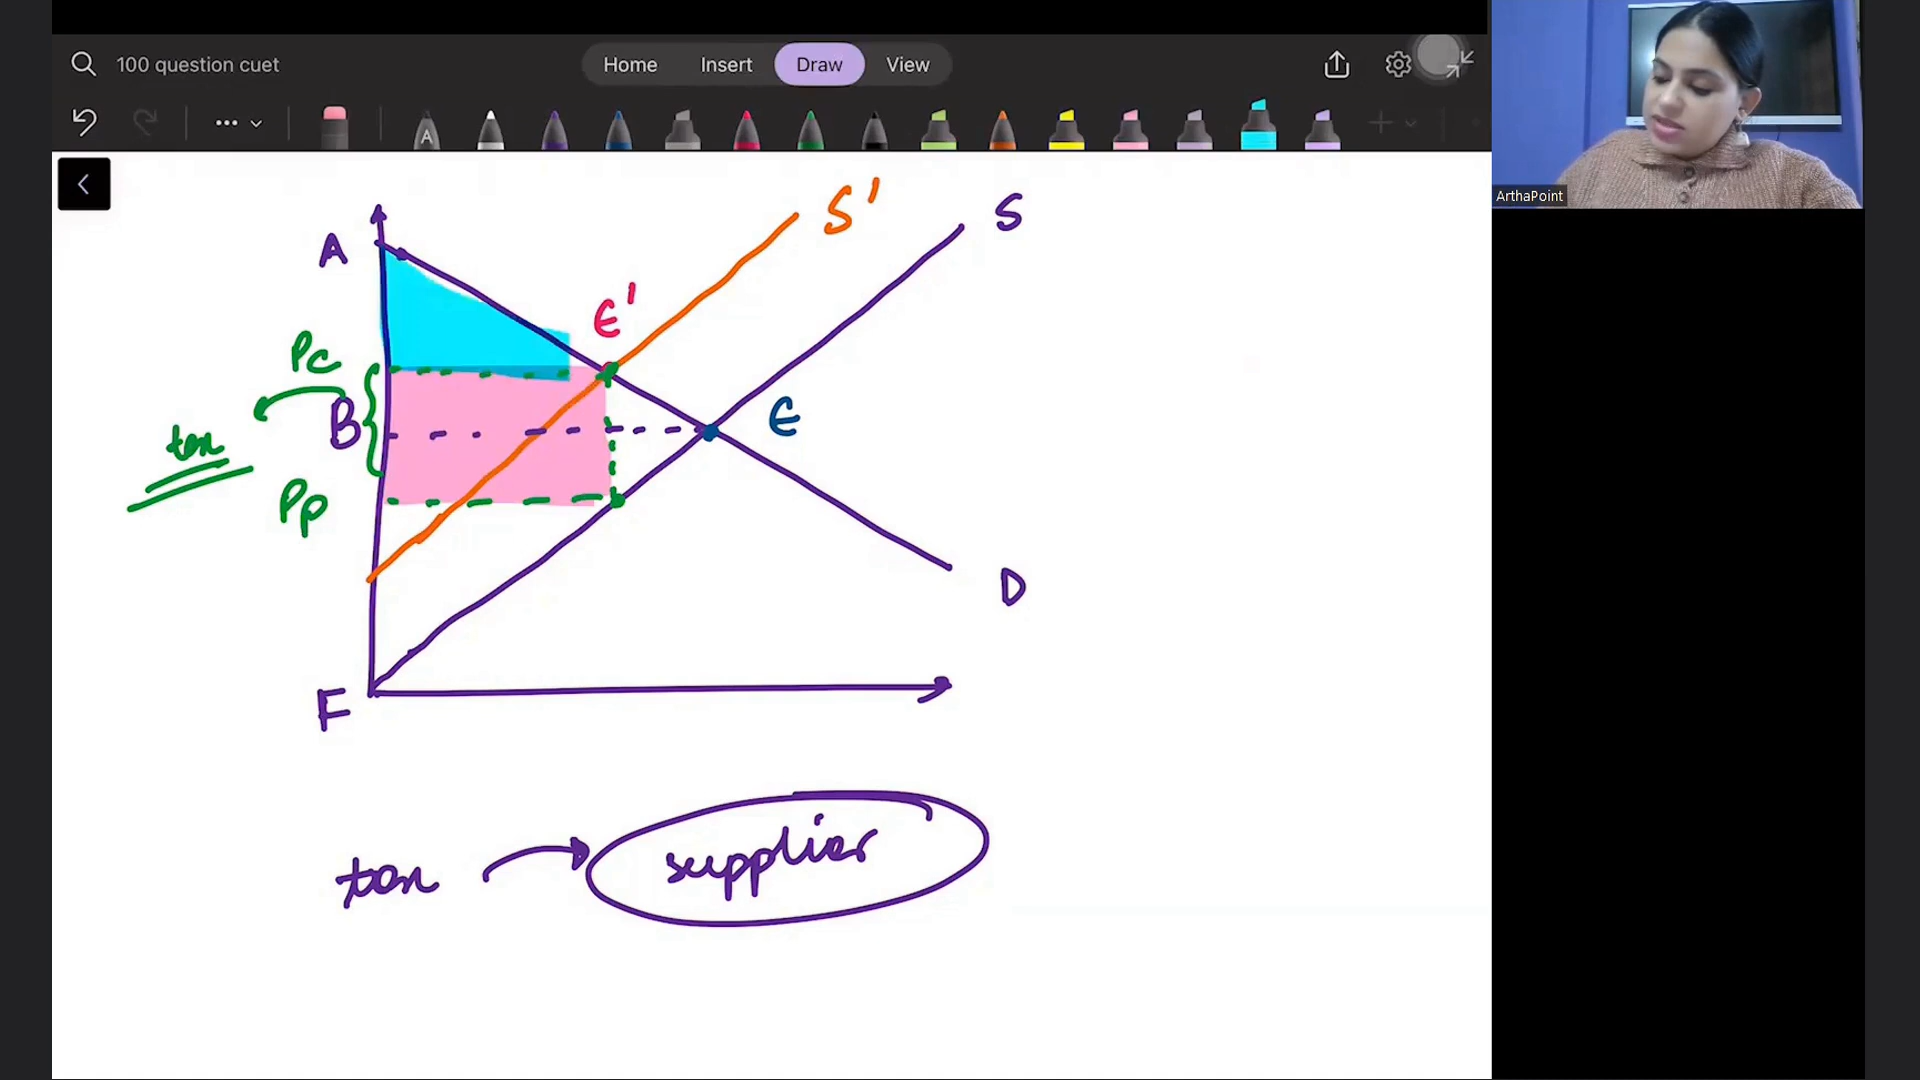 100 question cuet
Home Insert Draw View
A
ArthaPoint
S' S
A
E'
Pc
B E
tax
Pp
D
F
tax supplier